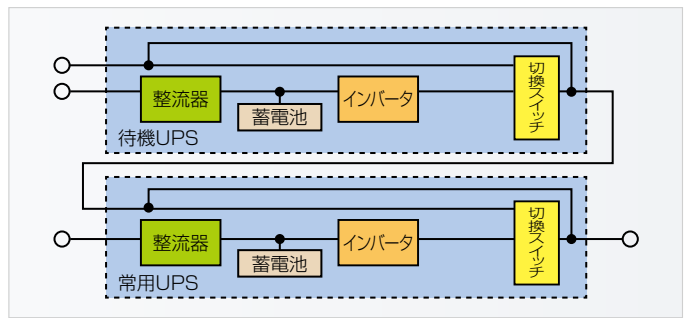 整流器
蓄電池
インバータ
切換スイッチ
待機UPS
整流器
蓄電池
インバータ
切換スイッチ
常用UPS